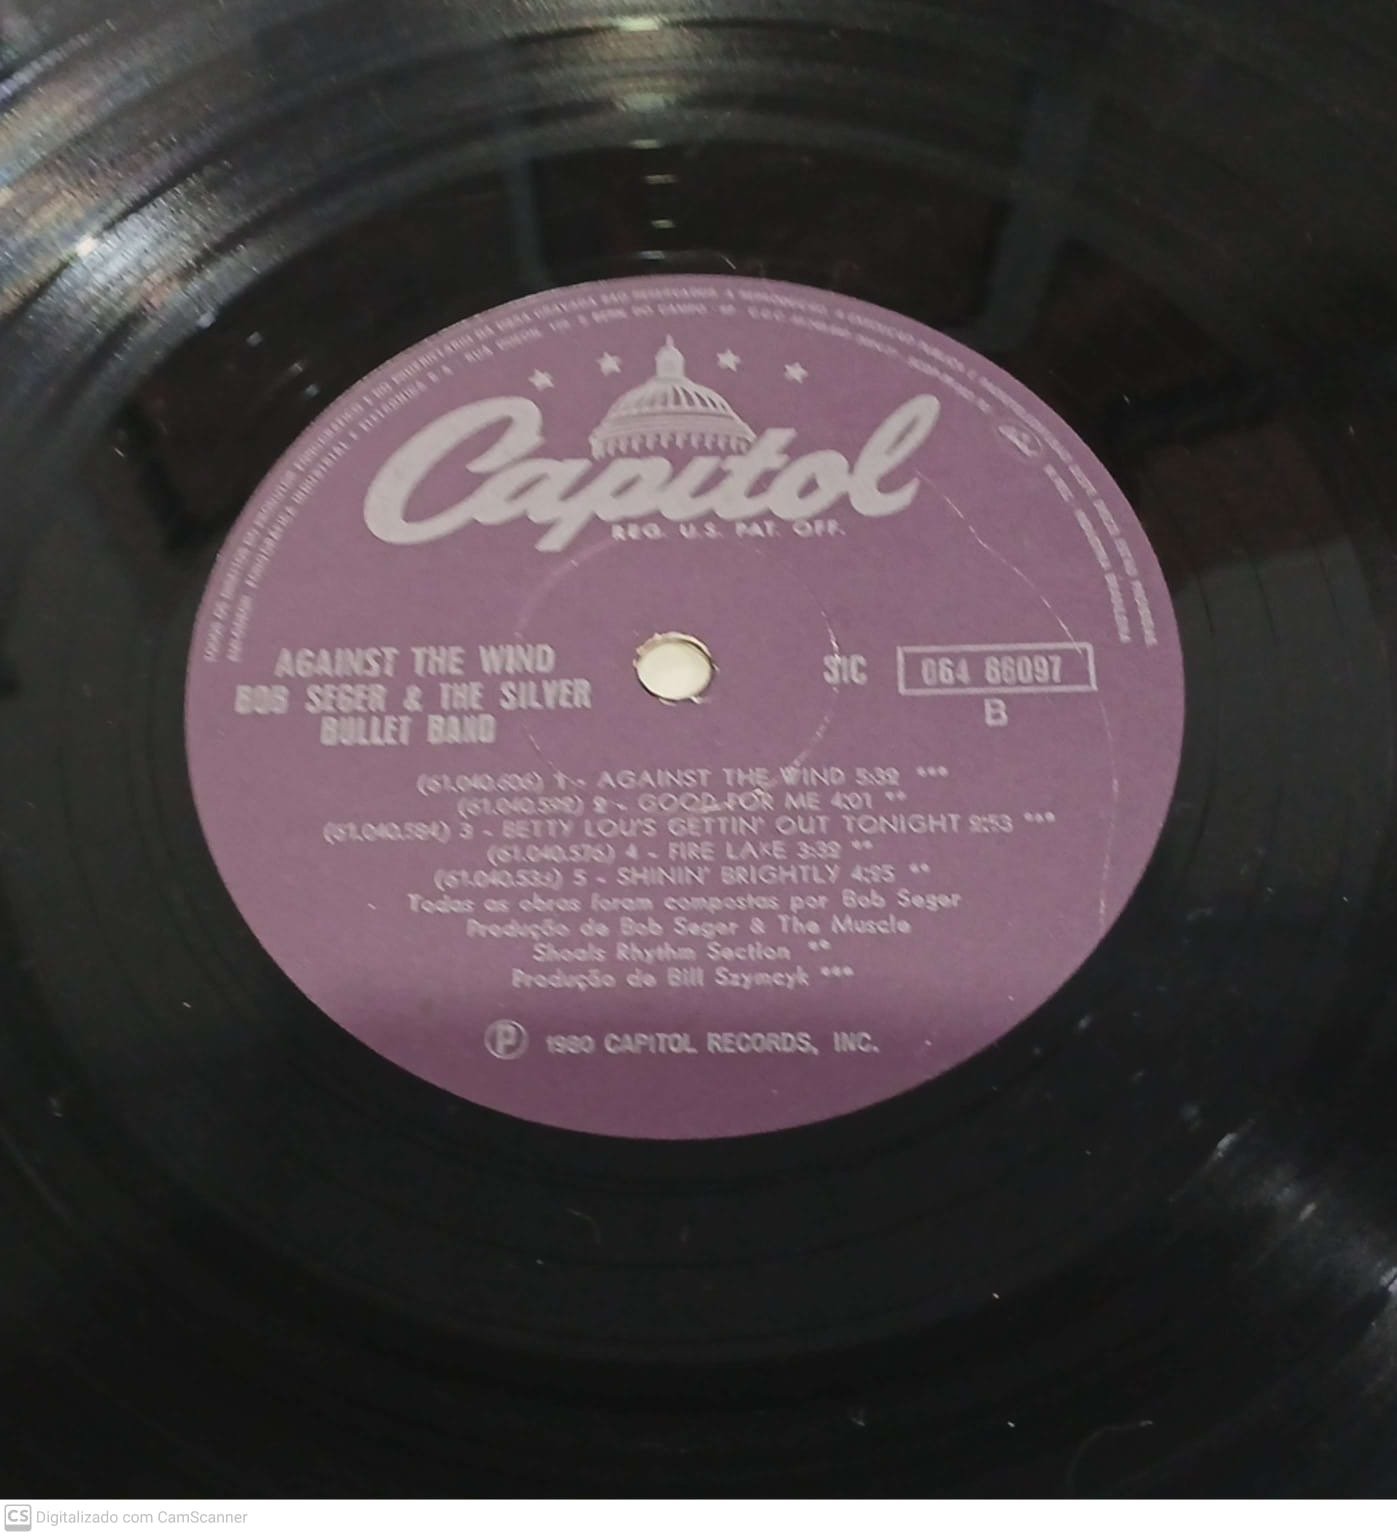 Capitol
REG. U.S. PAT. OFF.
AGAINST THE WIND
BOB SEGER & THE SILVER
BULLET BAND
31C 064 86097
B
(61.040.606) 1 - AGAINST THE WIND 5:32 ***
(61.040.592) 2 - GOOD FOR ME 4:01 **
(61.040.584) 3 - BETTY LOU'S GETTIN' OUT TONIGHT 2:53 ***
(61.040.576) 4 - FIRE LAKE 3:32 **
5 - SHININ' BRIGHTLY 4:25 **
Todas as obras foram compostas por Bob Seger
Produção de Bob Seger & The Muscle
Shoals Rhythm Section **
Produção de Bill Szymcyk ***
℗ 1980 CAPITOL RECORDS, INC.
CS Digitalizado com CamScanner